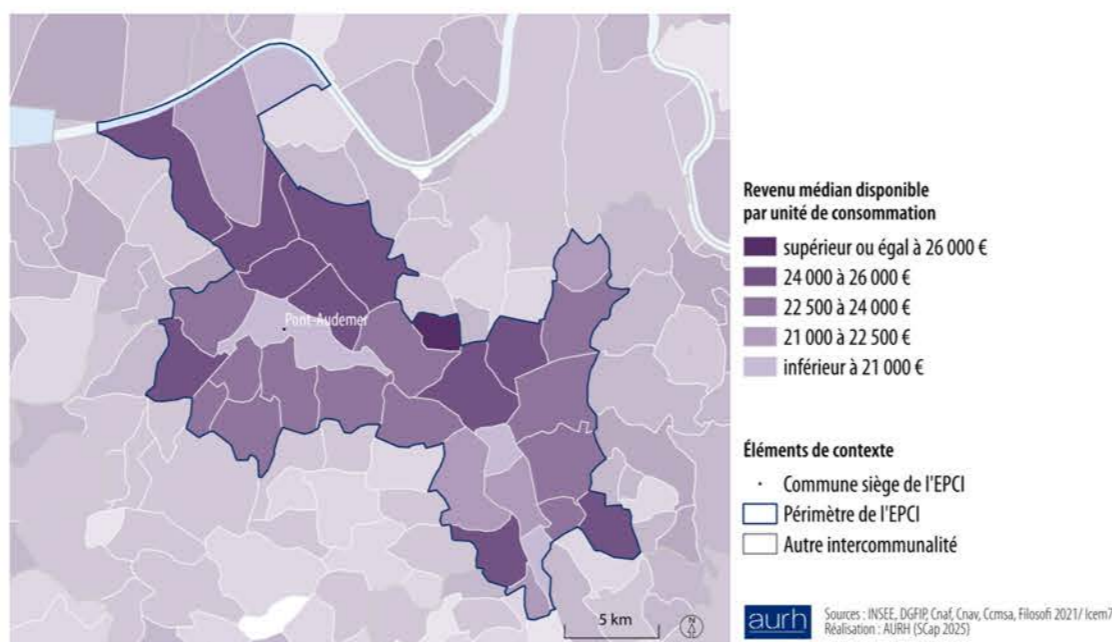 Pont-Audemer
5 km
N
Revenu médian disponible
par unité de consommation
supérieur ou égal à 26 000 €
24 000 à 26 000 €
22 500 à 24 000 €
21 000 à 22 500 €
inférieur à 21 000 €
Éléments de contexte
Commune siège de l'EPCI
Périmètre de l'EPCI
Autre intercommunalité
aurh
Sources : INSEE, DGFIP, Cnaf, Cnav, Ccmsa, Filosofi 2021/ Icem7
Réalisation : AURH (SCap 2025)